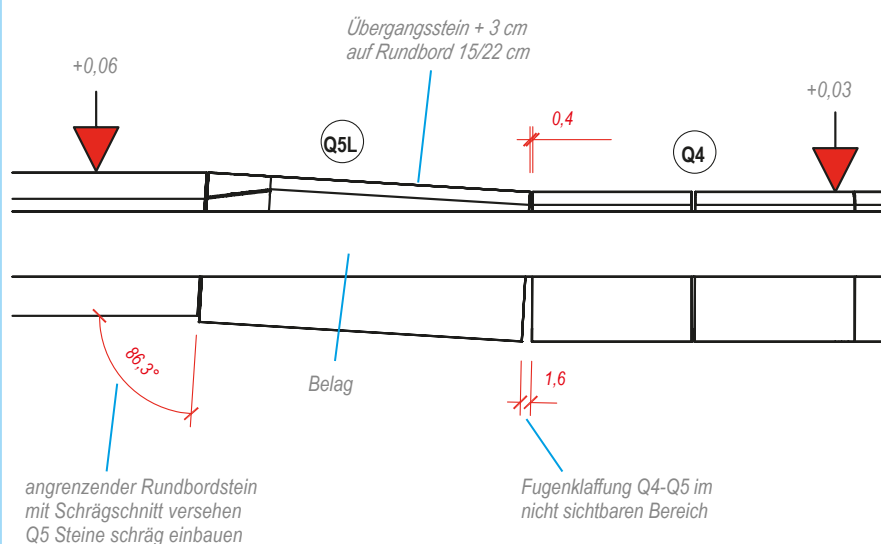 Übergangsstein + 3 cm
auf Rundbord 15/22 cm
+0,06
+0,03
0,4
Q5L
Q4
86,3°
Belag
1,6
angrenzender Rundbordstein
mit Schrägschnitt versehen
Q5 Steine schräg einbauen
Fugenklaffung Q4-Q5 im
nicht sichtbaren Bereich